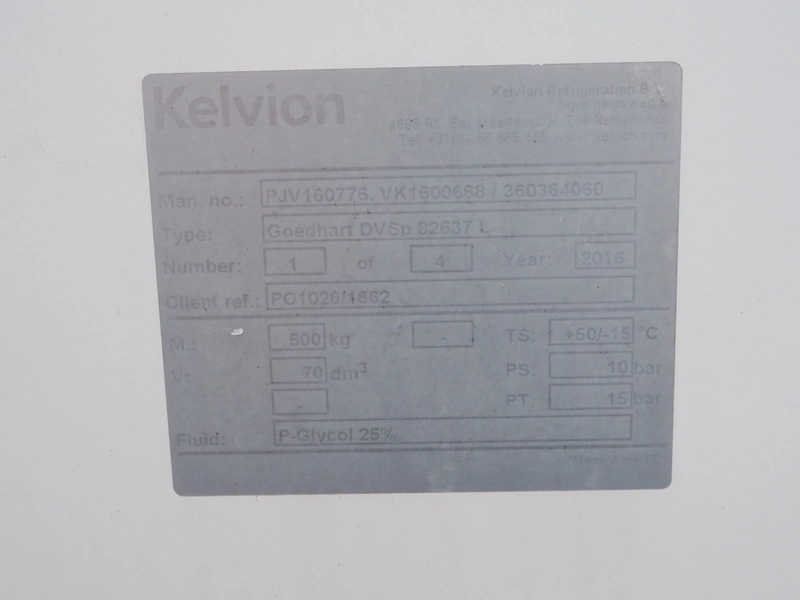 Kelvion
Kelvion Refrigeration B.V.
The Netherlands
Man. no.: PJV160776, VK1600668 / 360364060
Type: Goedhart DVSp 82637 L
Number: 1 of 4 Year: 2016
Client ref.: PO1026/1662
M.: 500 kg - TS: +50/-15 °C
V: 70 dm³ PS: 10 bar
- PT: 15 bar
Fluid: P-Glycol 25%